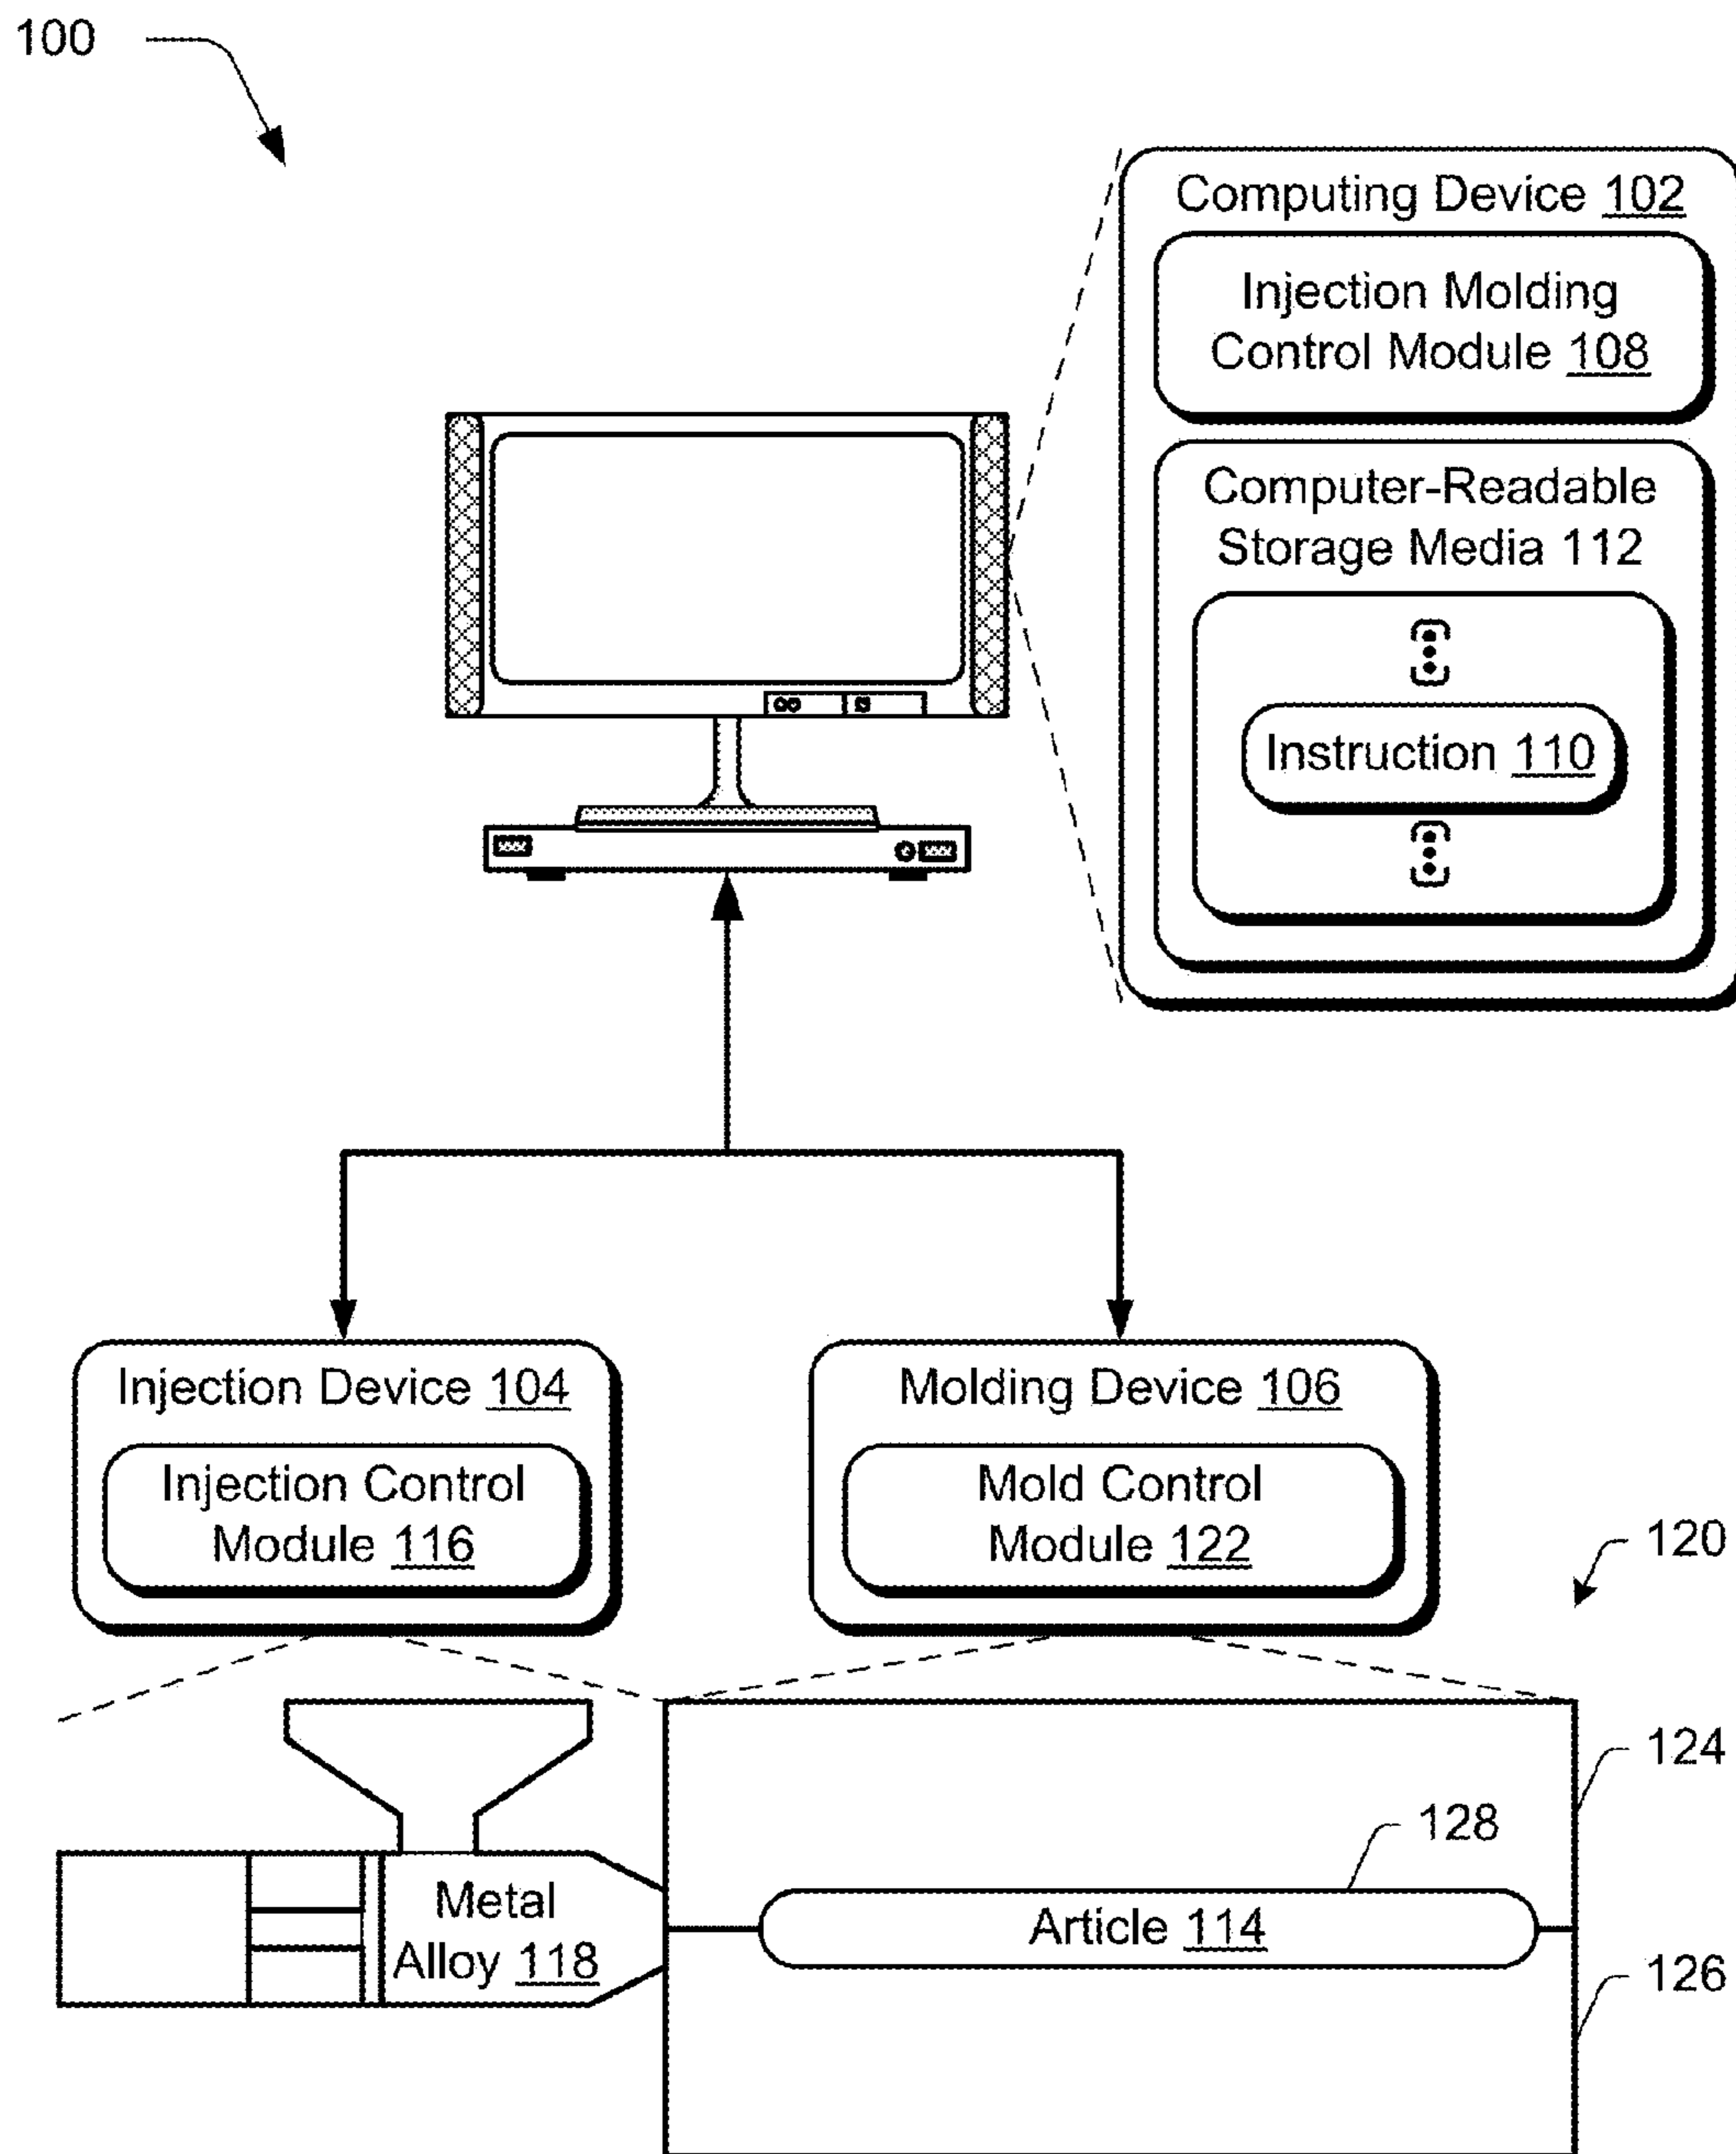 100
Computing Device 102
Injection Molding
Control Module 108
Computer-Readable
Storage Media 112
Instruction 110
Injection Device 104
Injection Control
Module 116
Molding Device 106
Mold Control
Module 122
120
124
128
Metal
Alloy 118
Article 114
126